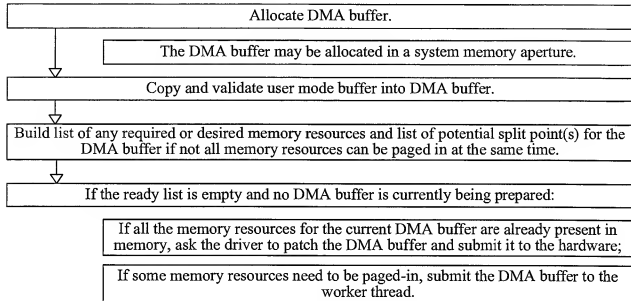 Allocate DMA buffer.
The DMA buffer may be allocated in a system memory aperture.
Copy and validate user mode buffer into DMA buffer.
Build list of any required or desired memory resources and list of potential split point(s) for the
DMA buffer if not all memory resources can be paged in at the same time.
If the ready list is empty and no DMA buffer is currently being prepared:
If all the memory resources for the current DMA buffer are already present in
memory, ask the driver to patch the DMA buffer and submit it to the hardware;
If some memory resources need to be paged-in, submit the DMA buffer to the
worker thread.